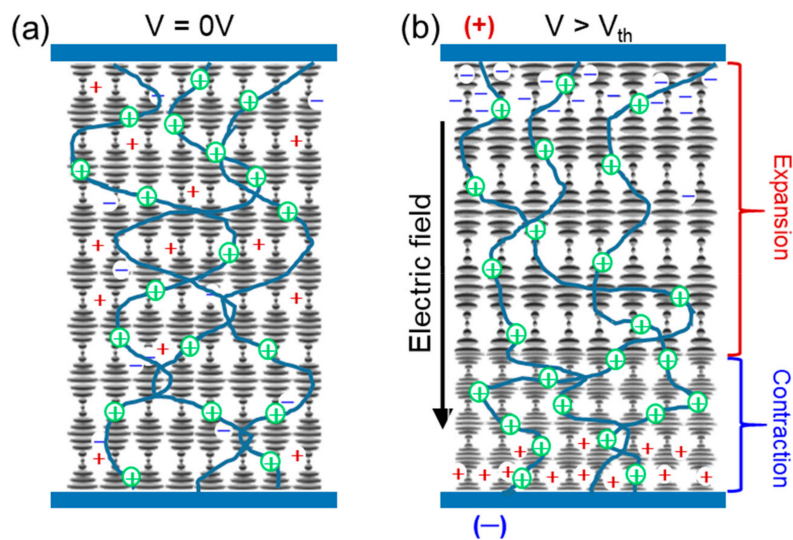 (a)
V = 0V
(b)
(+)
V > Vth
Electric field
Expansion
Contraction
(−)